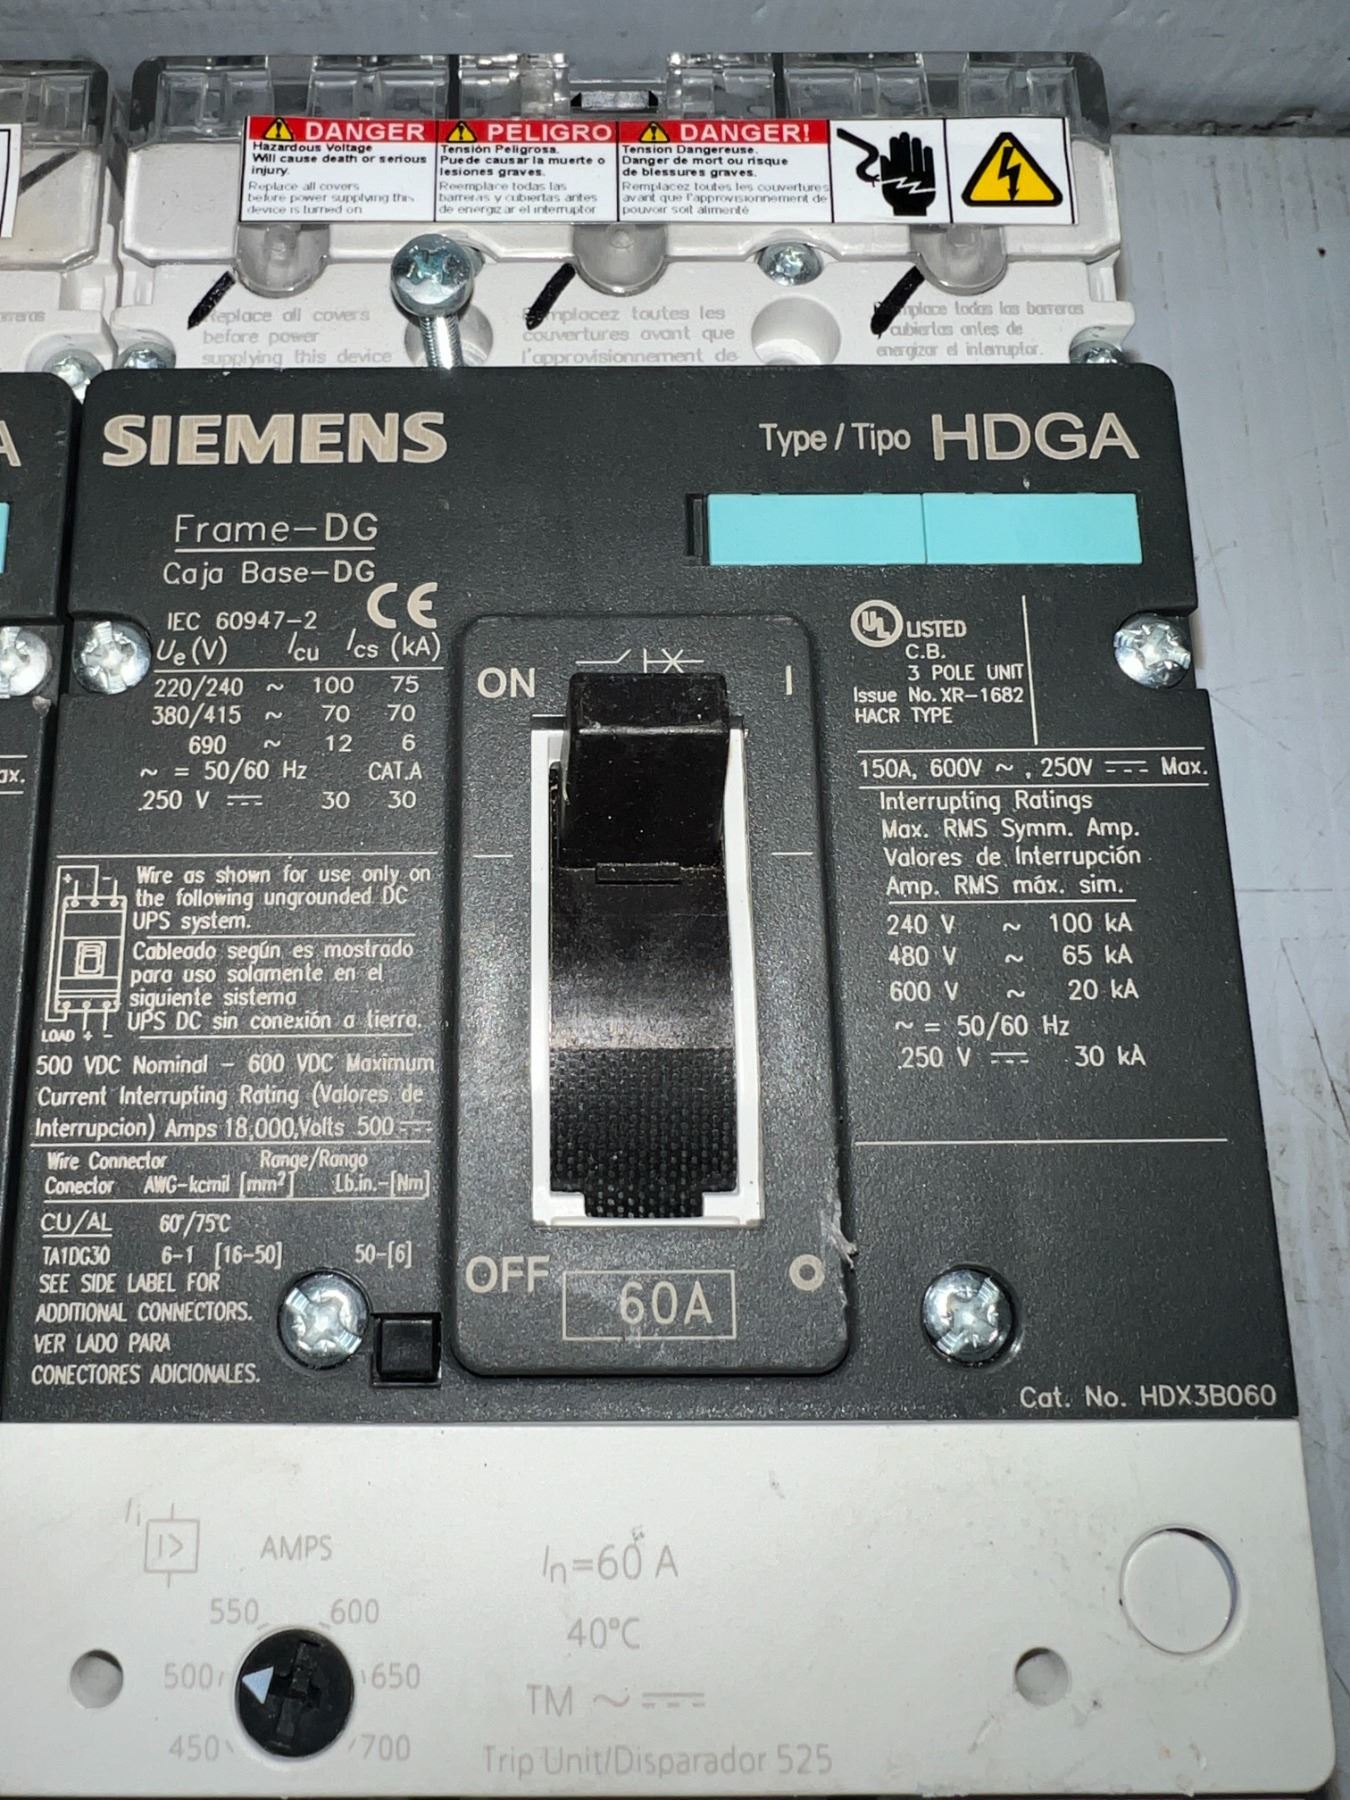 DANGER
Hazardous Voltage
Will cause death or serious
injury.
Replace all covers
before power supplying this
device is turned on
PELIGRO
Tensión Peligrosa.
Puede causar la muerte o
lesiones graves.
Reemplace todas las
barreras y cubiertas antes
de energizar el interruptor
DANGER!
Tension Dangereuse.
Danger de mort ou risque
de blessures graves.
Remplacez toutes les couvertures
avant que l'approvisionnement de
pouvoir soit alimenté
Replace all covers
before power
supplying this device
Remplacez toutes les
couvertures avant que
l'approvisionnement de
todas las barreras
cubiertas antes de
energizar el interruptor.
A
ax.
SIEMENS
Type / Tipo HDGA
Frame-DG
Caja Base-DG
CE
IEC 60947-2
Ue (V) Icu Ics (kA)
220/240 ~ 100 75
380/415 ~ 70 70
690 ~ 12 6
~ = 50/60 Hz CAT.A
250 V ⎓ 30 30
Wire as shown for use only on
the following ungrounded DC
UPS system.
Cableado según es mostrado
para uso solamente en el
siguiente sistema
UPS DC sin conexión a tierra.
+ -
LOAD + -
500 VDC Nominal - 600 VDC Maximum
Current Interrupting Rating (Valores de
Interrupcion) Amps 18,000,Volts 500 ⎓
Wire Connector Range/Rango
Conector AWG-kcmil [mm²] Lb.in.-[Nm]
CU/AL 60°/75°C
TA1DG30 6-1 [16-50] 50-[6]
SEE SIDE LABEL FOR
ADDITIONAL CONNECTORS.
VER LADO PARA
CONECTORES ADICIONALES.
ON I
OFF O
60A
UL LISTED
C.B.
3 POLE UNIT
Issue No. XR-1682
HACR TYPE
150A, 600V ~ , 250V ⎓ Max.
Interrupting Ratings
Max. RMS Symm. Amp.
Valores de Interrupción
Amp. RMS máx. sim.
240 V ~ 100 kA
480 V ~ 65 kA
600 V ~ 20 kA
~ = 50/60 Hz
250 V ⎓ 30 kA
Cat. No. HDX3B060
Ii
I> AMPS
550 600
500 650
450 700
In=60 A
40°C
TM ~ ⎓
Trip Unit/Disparador 525